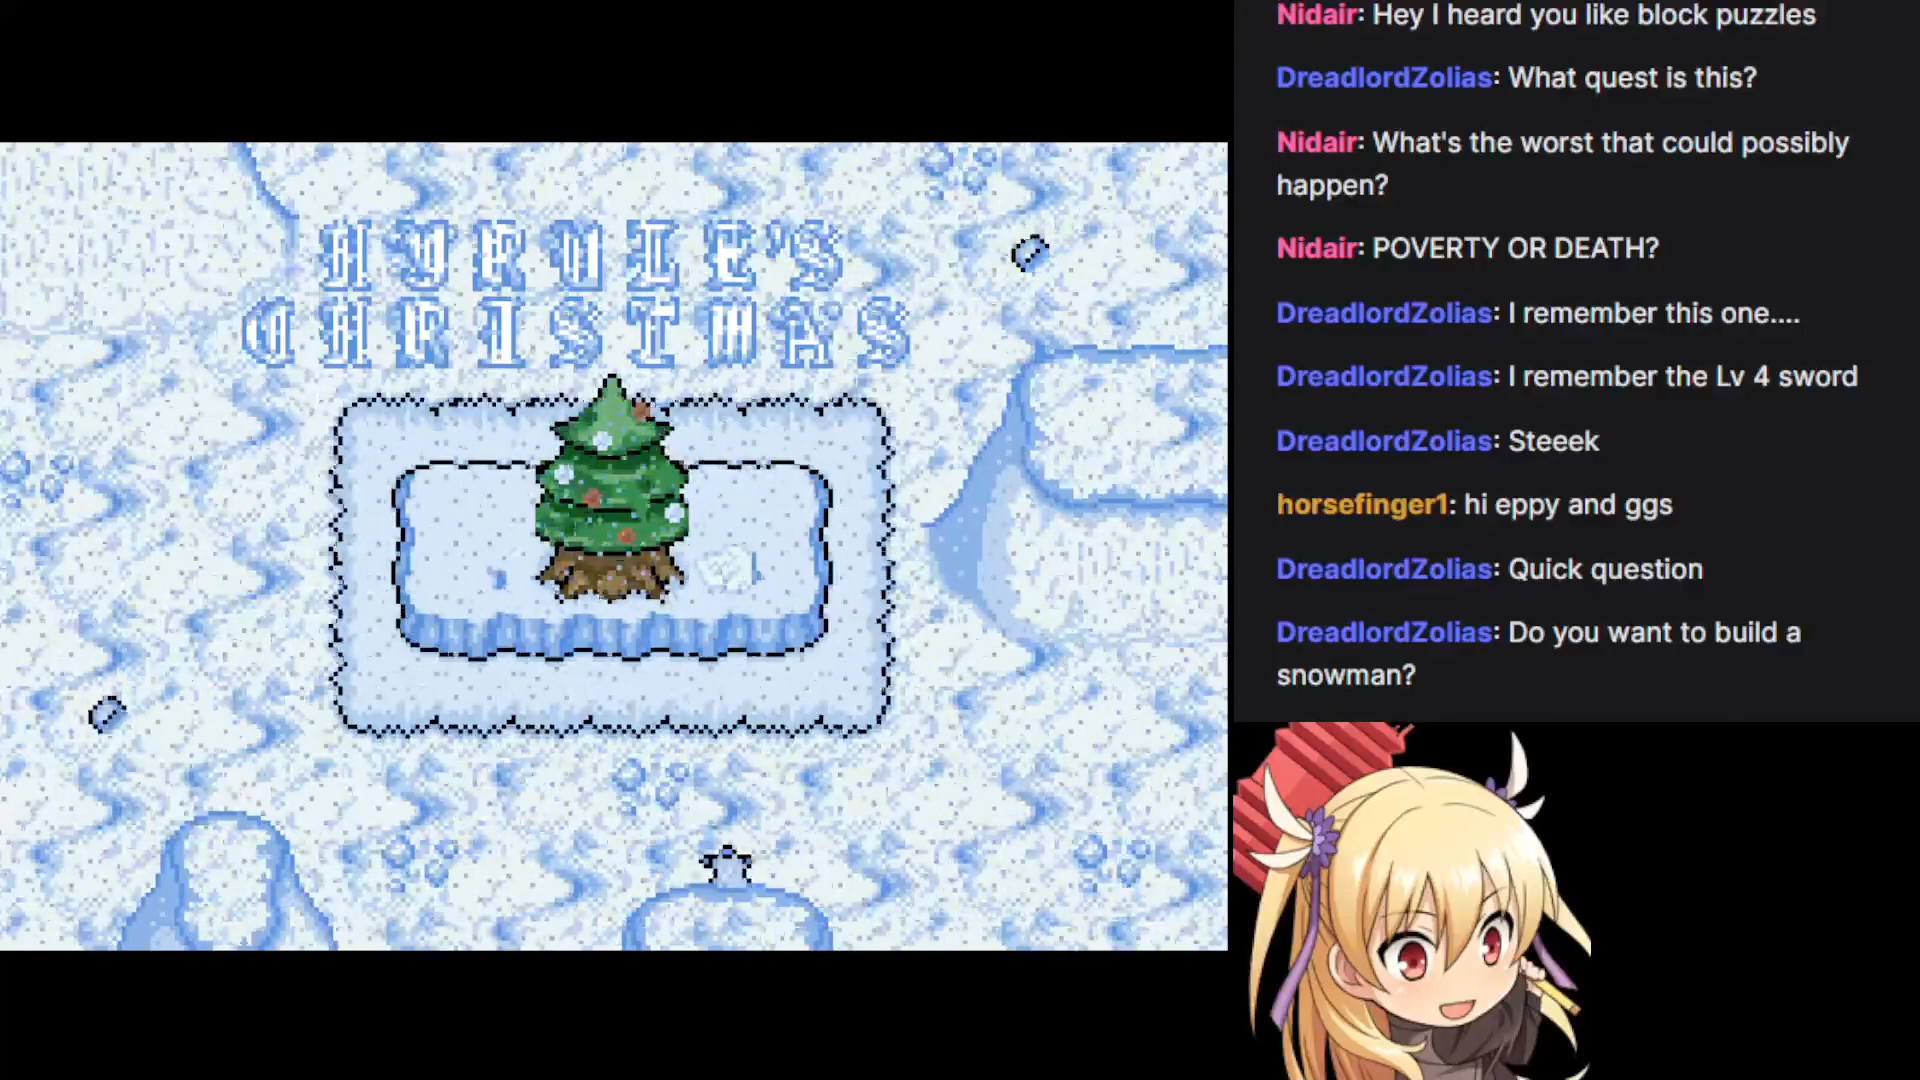 HYRULE'S
CHRISTMAS
Nidair: Hey I heard you like block puzzles
DreadlordZolias: What quest is this?
Nidair: What's the worst that could possibly
happen?
Nidair: POVERTY OR DEATH?
DreadlordZolias: I remember this one....
DreadlordZolias: I remember the Lv 4 sword
DreadlordZolias: Steeek
horsefinger1: hi eppy and ggs
DreadlordZolias: Quick question
DreadlordZolias: Do you want to build a
snowman?